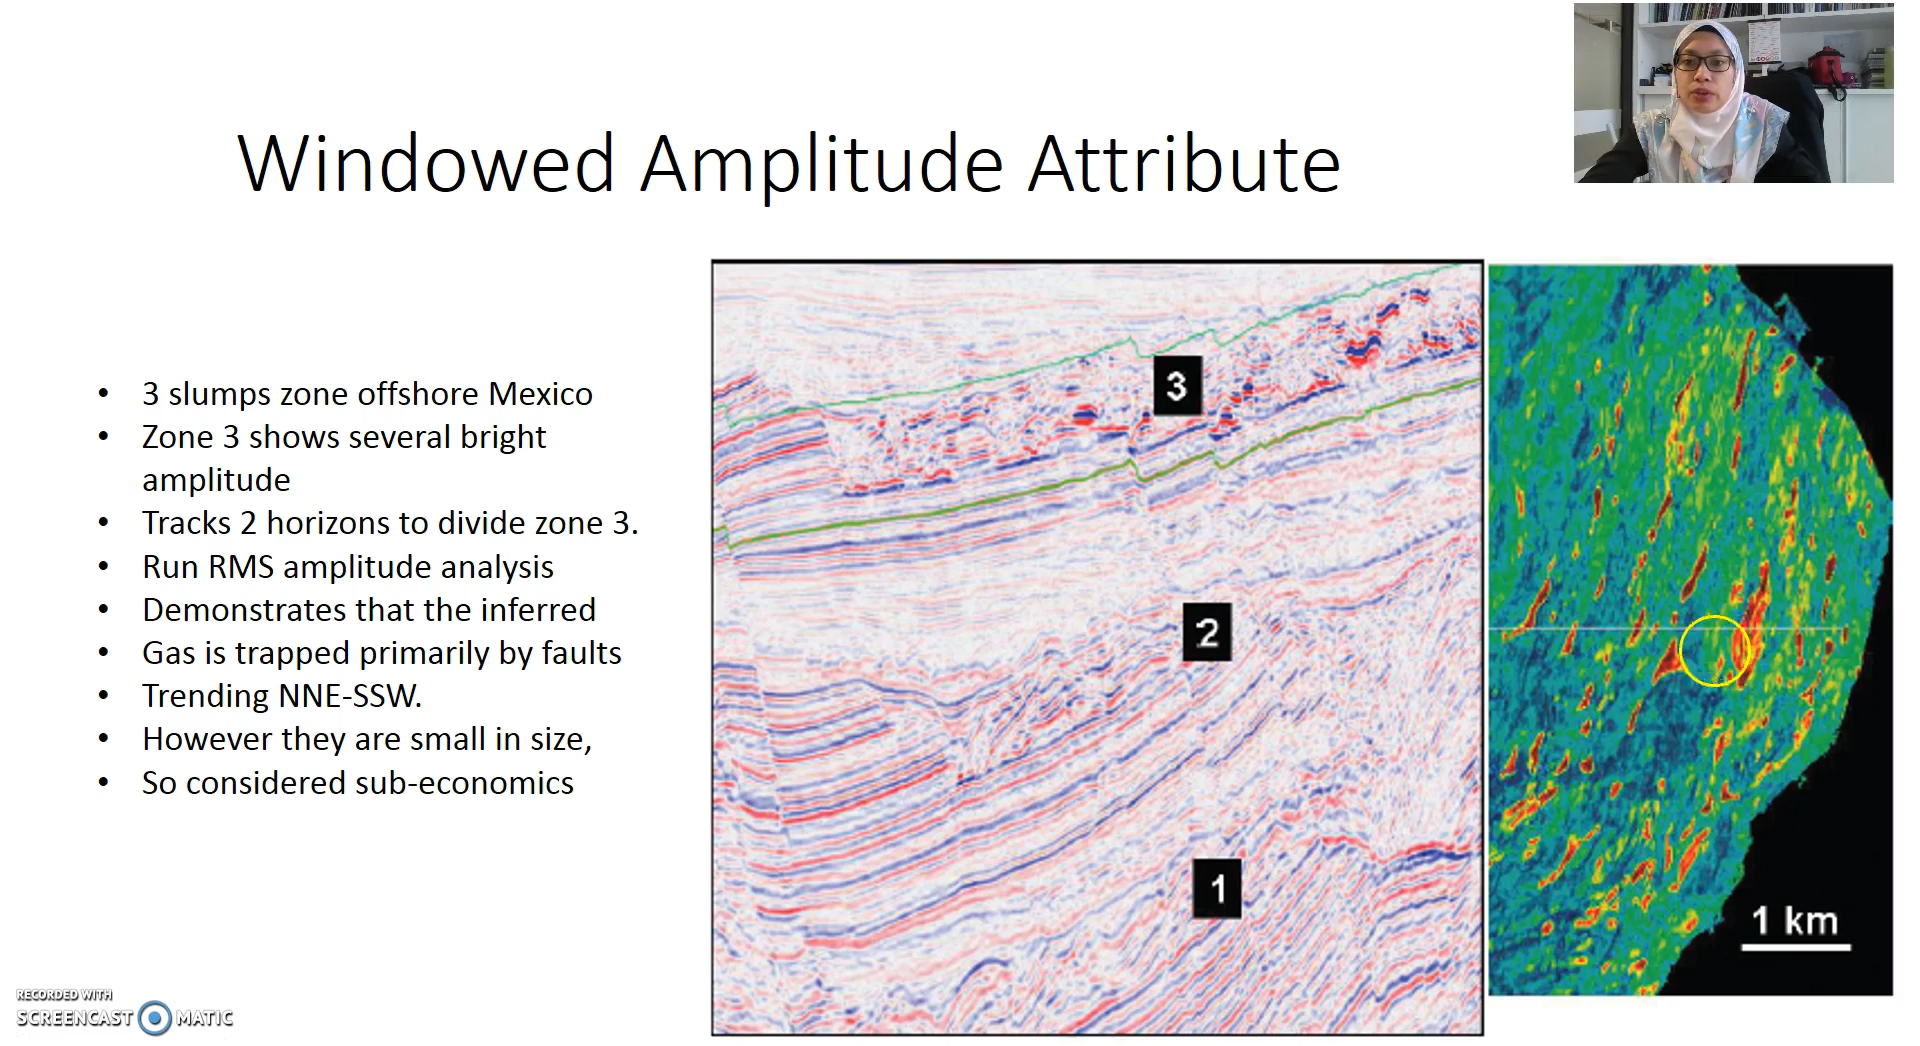 Windowed Amplitude Attribute
• 3 slumps zone offshore Mexico
• Zone 3 shows several bright
amplitude
• Tracks 2 horizons to divide zone 3.
• Run RMS amplitude analysis
• Demonstrates that the inferred
• Gas is trapped primarily by faults
• Trending NNE-SSW.
• However they are small in size,
• So considered sub-economics
3
2
1
1 km
RECORDED WITH
SCREENCAST MATIC